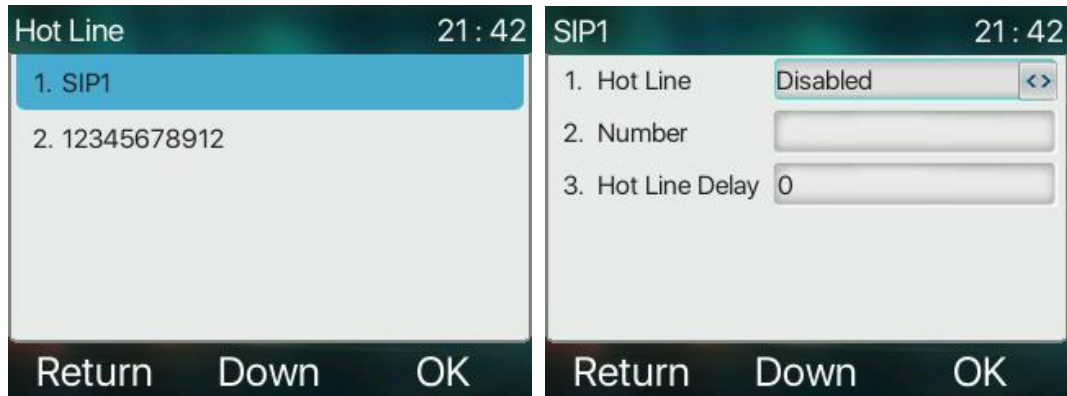 Hot Line 21:42
1. SIP1
2. 12345678912
Return Down OK
SIP1 21:42
1. Hot Line Disabled <>
2. Number
3. Hot Line Delay 0
Return Down OK